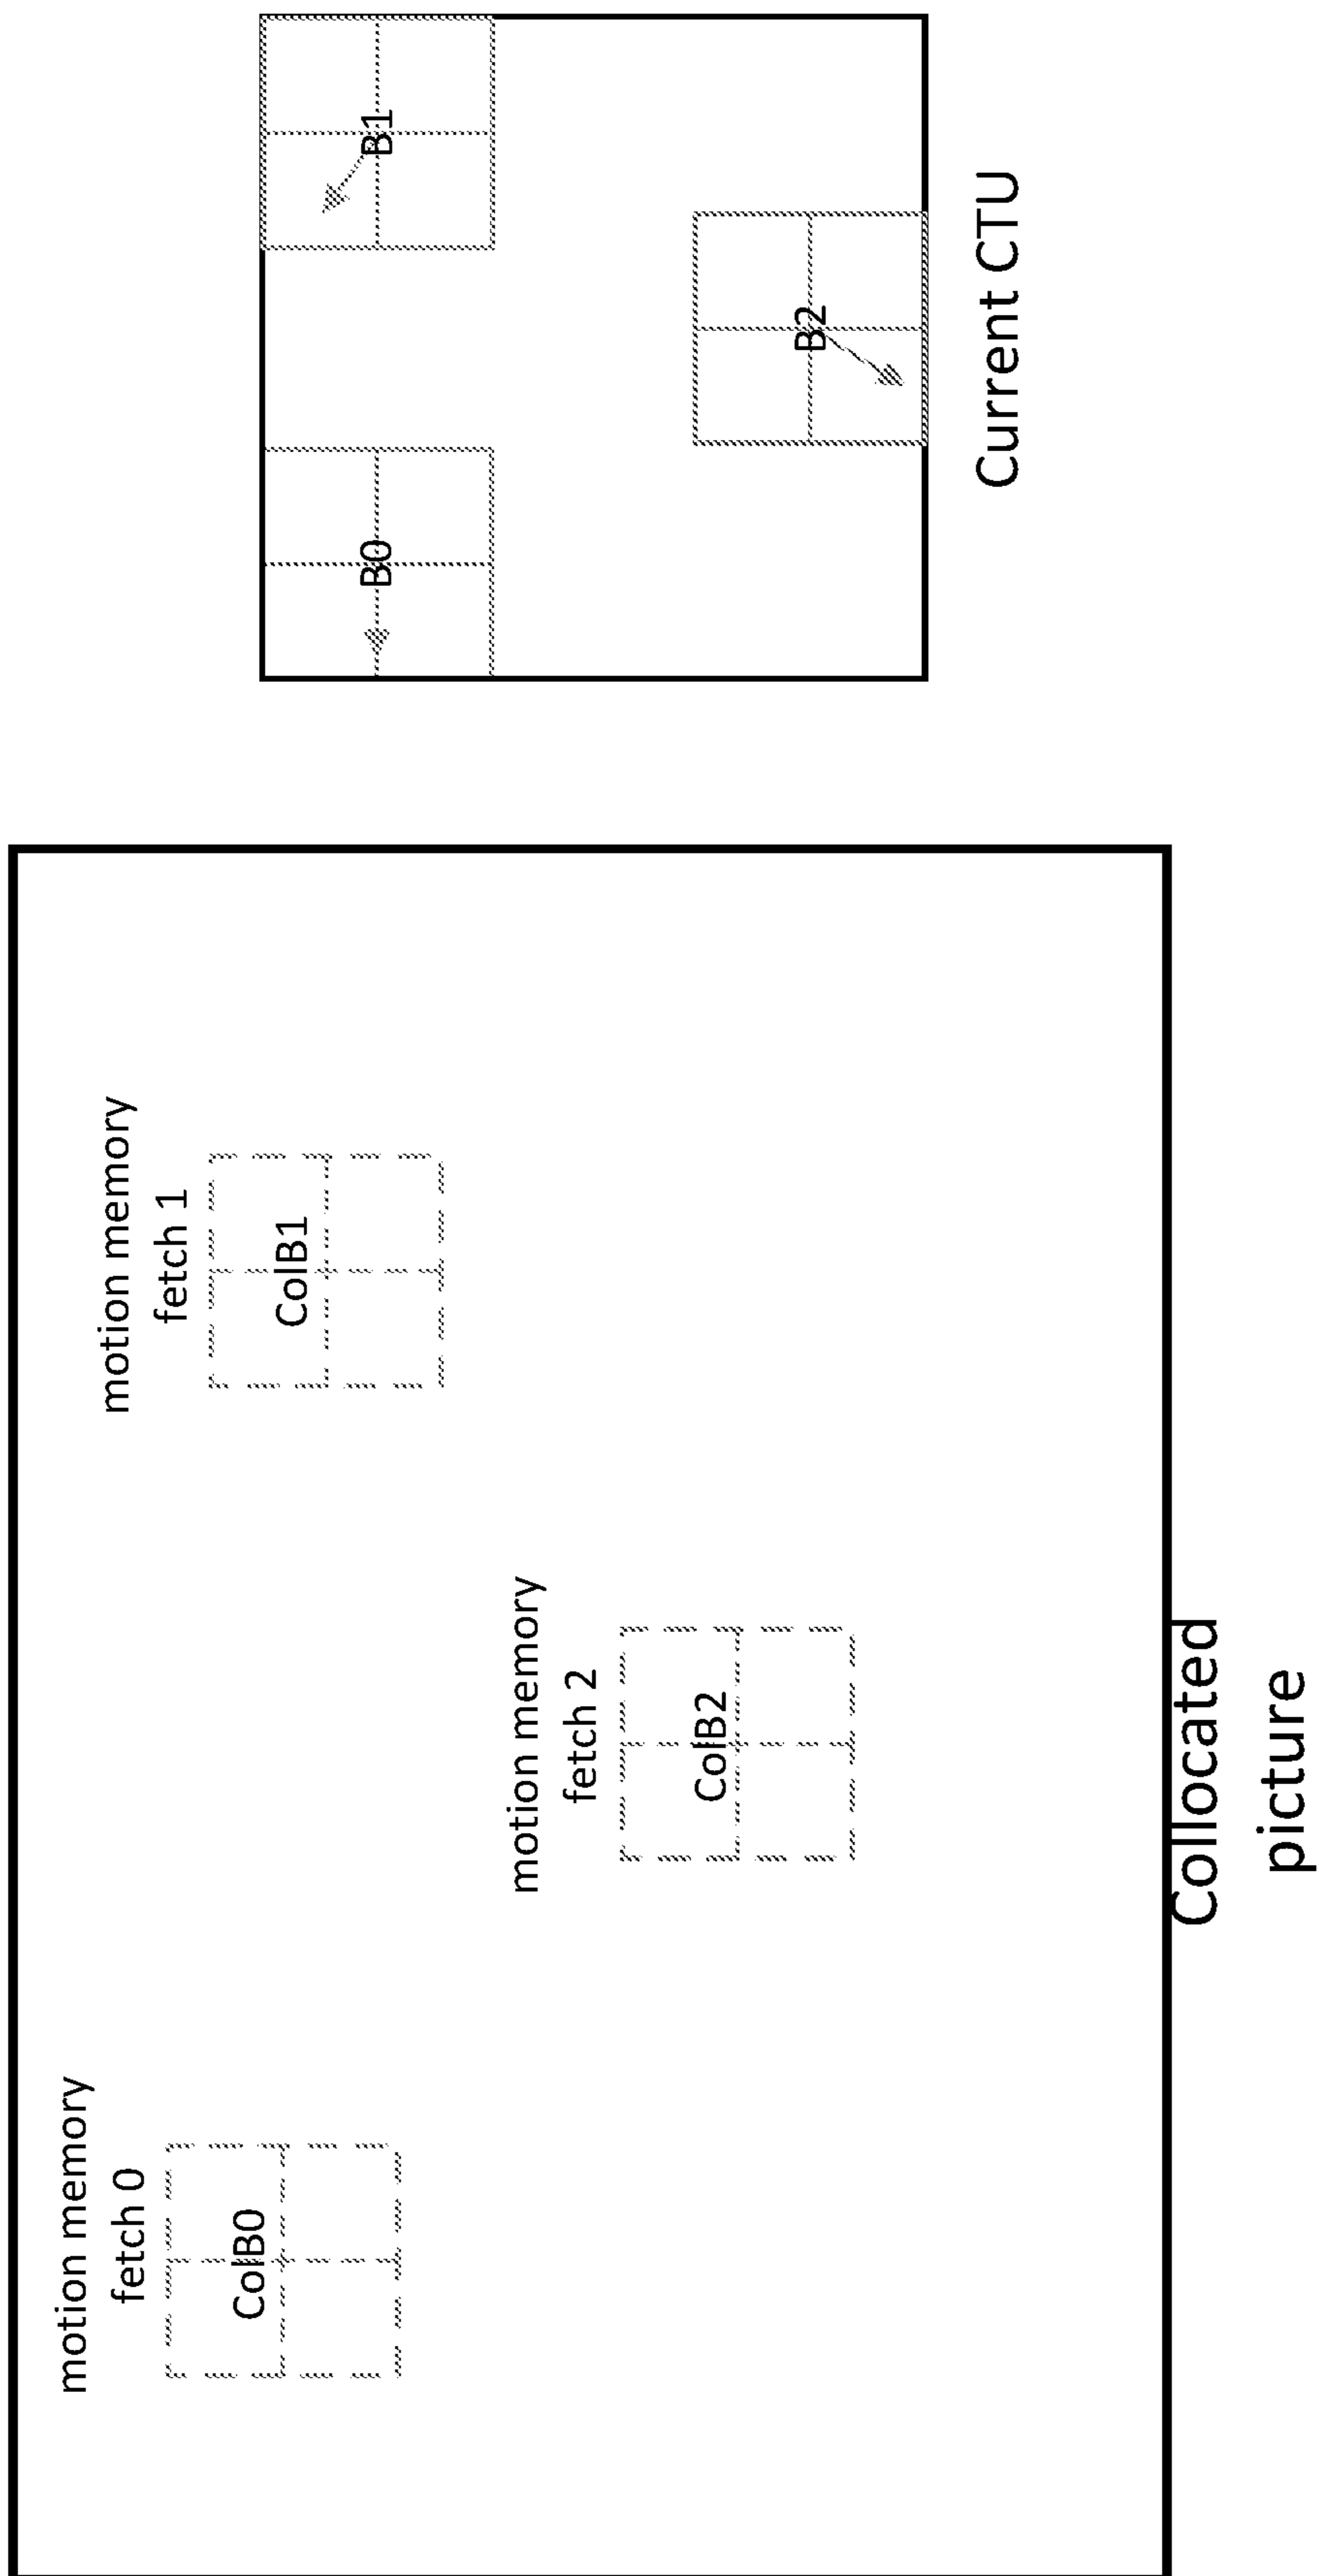 motion memory
fetch 0
ColB0
motion memory
fetch 1
ColB1
motion memory
fetch 2
ColB2
Collocated
picture
B0
B1
B2
Current CTU